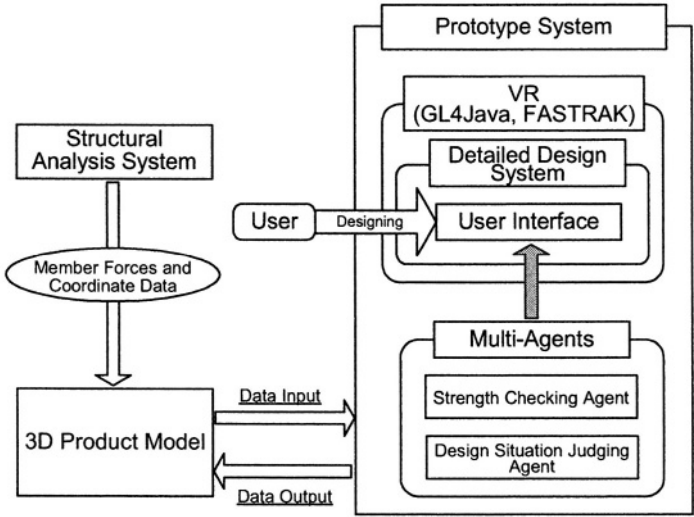 Prototype System
VR
(GL4Java, FASTRAK)
Structural
Analysis System
Detailed Design
System
User
Designing
User Interface
Member Forces and
Coordinate Data
Multi-Agents
3D Product Model
Data Input
Data Output
Strength Checking Agent
Design Situation Judging
Agent